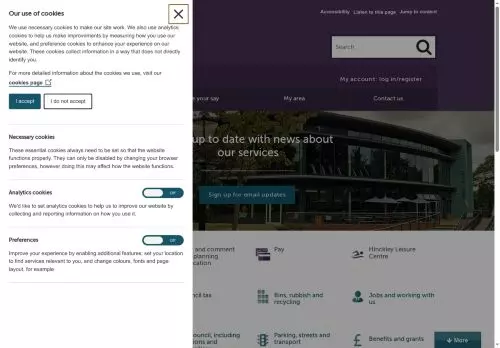 Our use of cookies
We use necessary cookies to make our site work. We also use analytics
cookies to help us make improvements by measuring how you use our
website, and preference cookies to enhance your experience on our
website. These cookies collect information in a way that does not directly
identify you.
For more detailed information about the cookies we use, visit our
cookies page
I accept
I do not accept
Necessary cookies
These essential cookies always need to be set so that the website
functions properly. They can only be disabled by changing your browser
preferences, however doing this may affect how the website functions.
Analytics cookies
OFF
We'd like to set analytics cookies to help us to improve our website by
collecting and reporting information on how you use it.
Preferences
OFF
Improve your experience by enabling additional features; set your location
to find services relevant to you, and change colours, fonts and page
layout, for example
Accessibility
Listen to this page
Jump to content
Search
My account: log in/register
your say
My area
Contact us
up to date with news about
our services
Sign up for email updates
and comment
planning
Pay
Hinckley Leisure
Centre
tax
Bins, rubbish and
recycling
Jobs and working with
us
including
and
Parking, streets and
transport
Benefits and grants
More